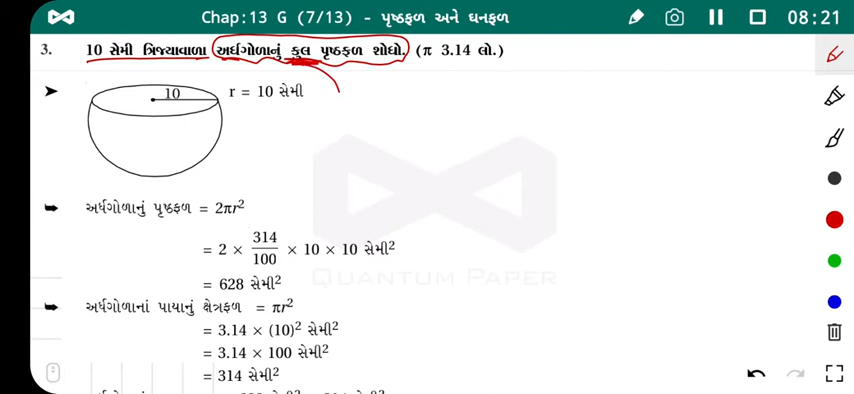 Chap:13 G (7/13) - પૃષ્ઠફળ અને ઘનફળ 08:21
3. 10 સેમી ત્રિજ્યાવાળા અર્ધગોળાનું કુલ પૃષ્ઠફળ શોધો. (π 3.14 લો.)
➤ 10 r = 10 સેમી
➥ અર્ધગોળાનું પૃષ્ઠફળ = 2πr²
= 2 × 314/100 × 10 × 10 સેમી²
= 628 સેમી²
QUANTUM PAPER
➥ અર્ધગોળાનાં પાયાનું ક્ષેત્રફળ = πr²
= 3.14 × (10)² સેમી²
= 3.14 × 100 સેમી²
= 314 સેમી²